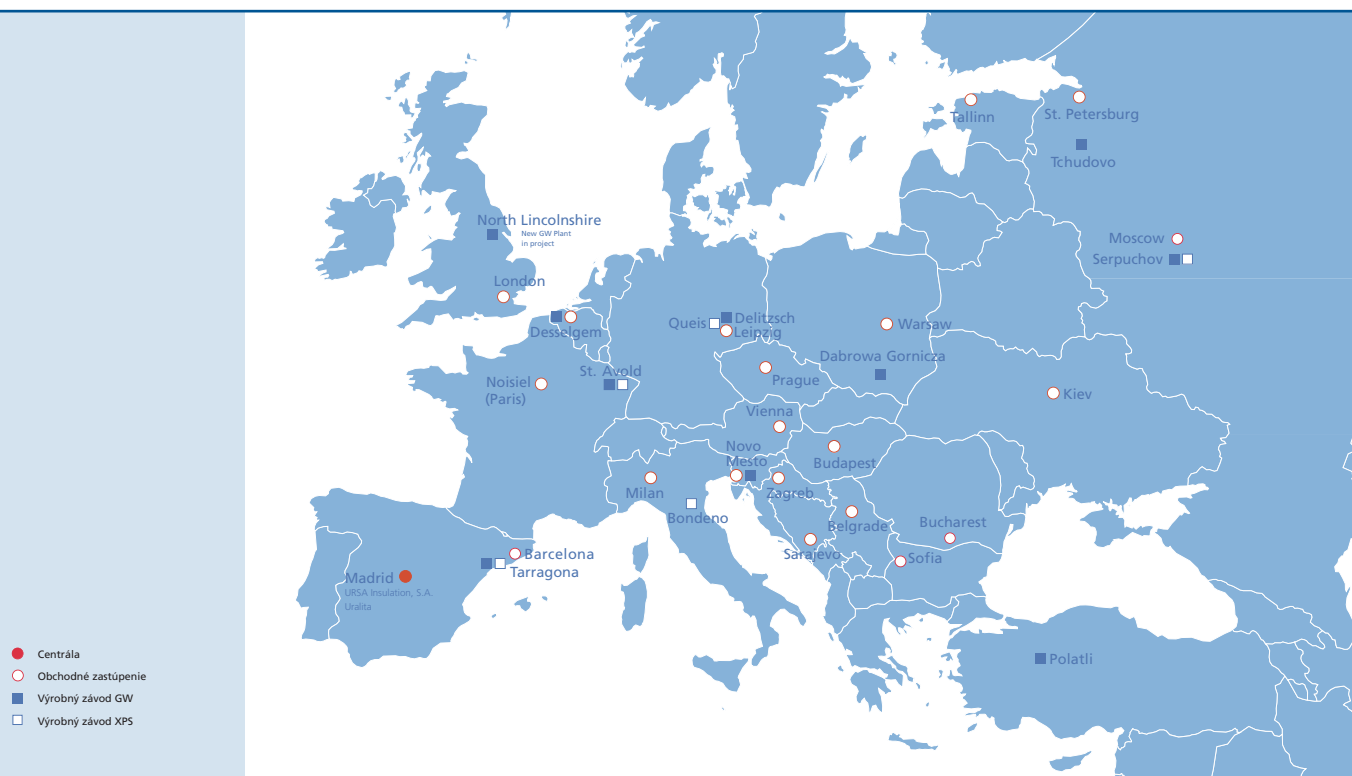 Tallinn
St. Petersburg
Tchudovo
North Lincolnshire
New GW Plant
in project
Moscow
Serpuchov
London
Desselgem
Queis
Delitzsch
Leipzig
Warsaw
Dabrowa Gornicza
St. Avold
Noisiel
(Paris)
Prague
Kiev
Vienna
Novo
Mesto
Budapest
Milan
Zagreb
Bondeno
Belgrade
Bucharest
Sarajevo
Sofia
Barcelona
Tarragona
Madrid
URSA Insulation, S.A.
Uralita
Polatli
Centrála
Obchodné zastúpenie
Výrobný závod GW
Výrobný závod XPS